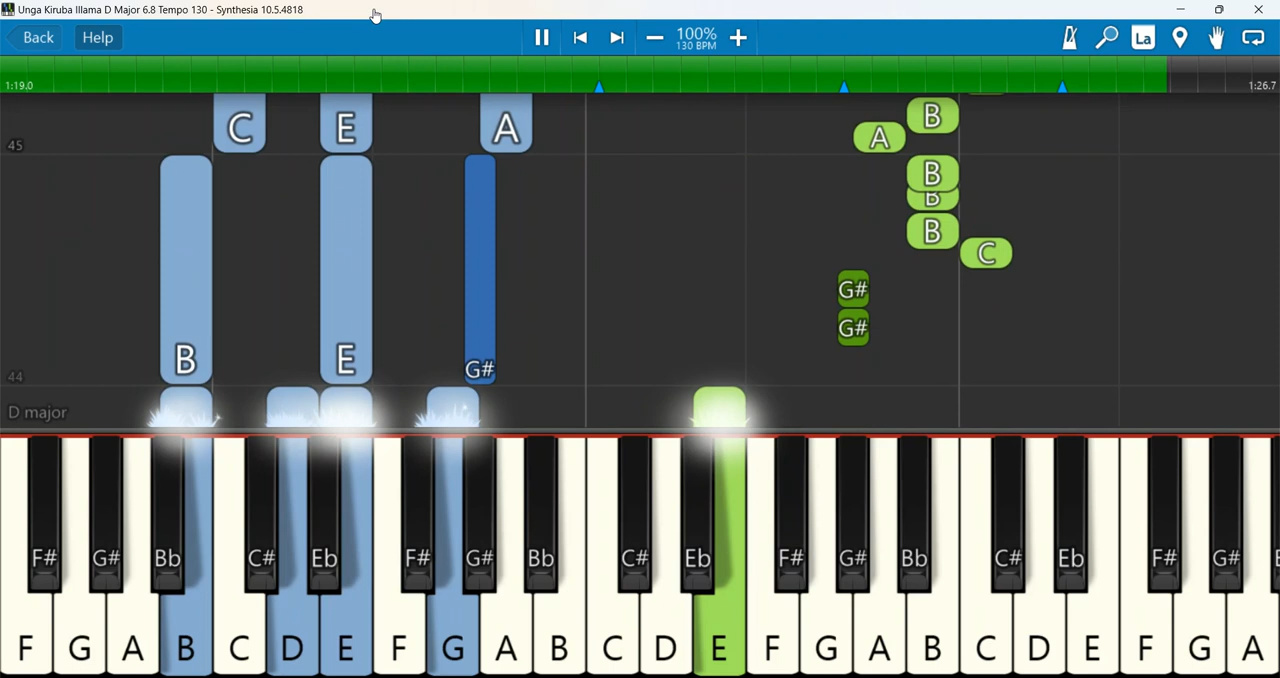 Unga Kiruba Illama D Major 6.8 Tempo 130 - Synthesia 10.5.4818
Back Help 100% La
130 BPM
1:19.0 1:26.7
C E A B
A
45
B
B
B
C
G#
G#
B E G#
44
D major
F# G# Bb C# Eb F# G# Bb C# Eb F# G# Bb C# Eb F# G#
F G A B C D E F G A B C D E F G A B C D E F G A